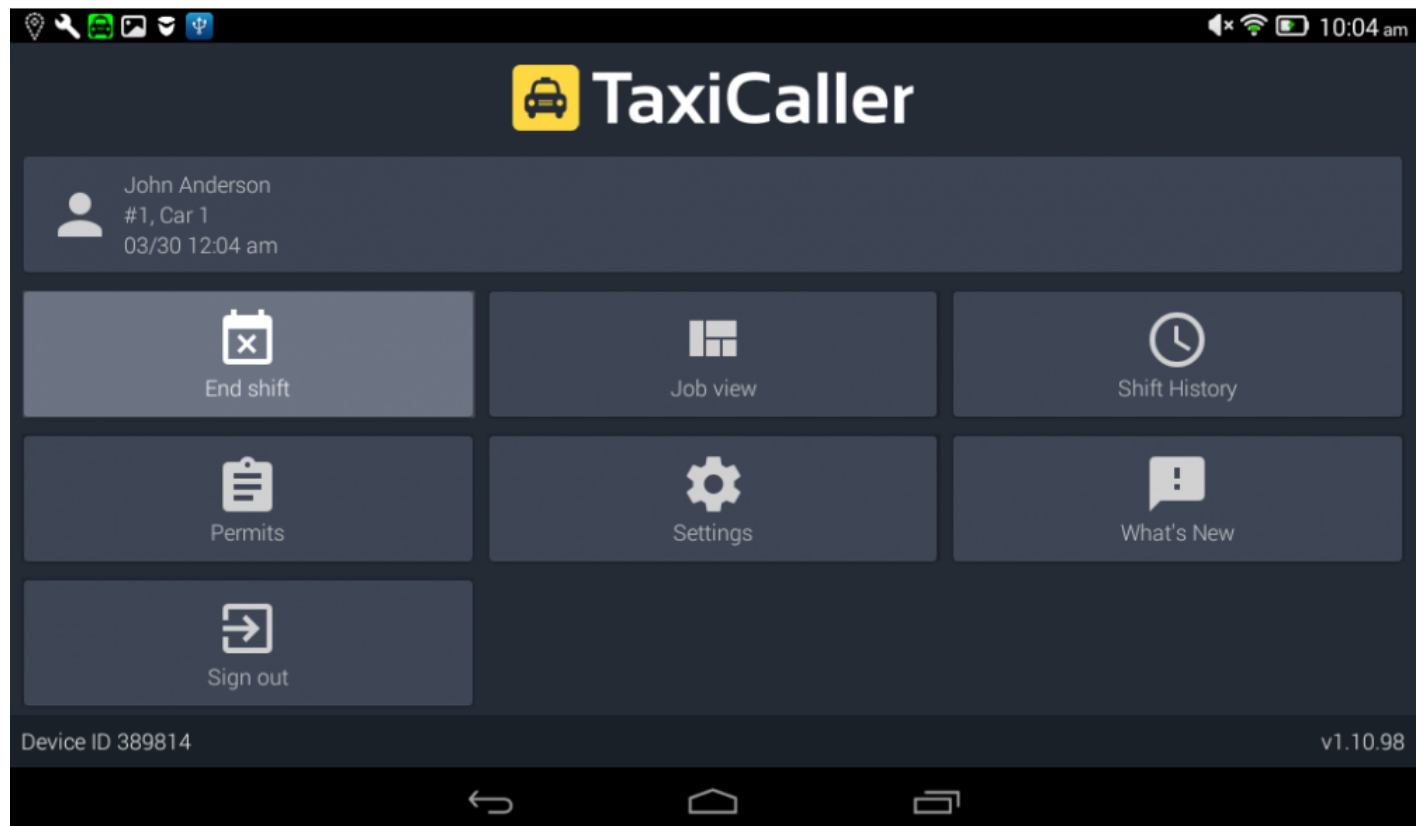 10:04 am
TaxiCaller
John Anderson
#1, Car 1
03/30 12:04 am
End shift
Job view
Shift History
Permits
Settings
What's New
Sign out
Device ID 389814
v1.10.98